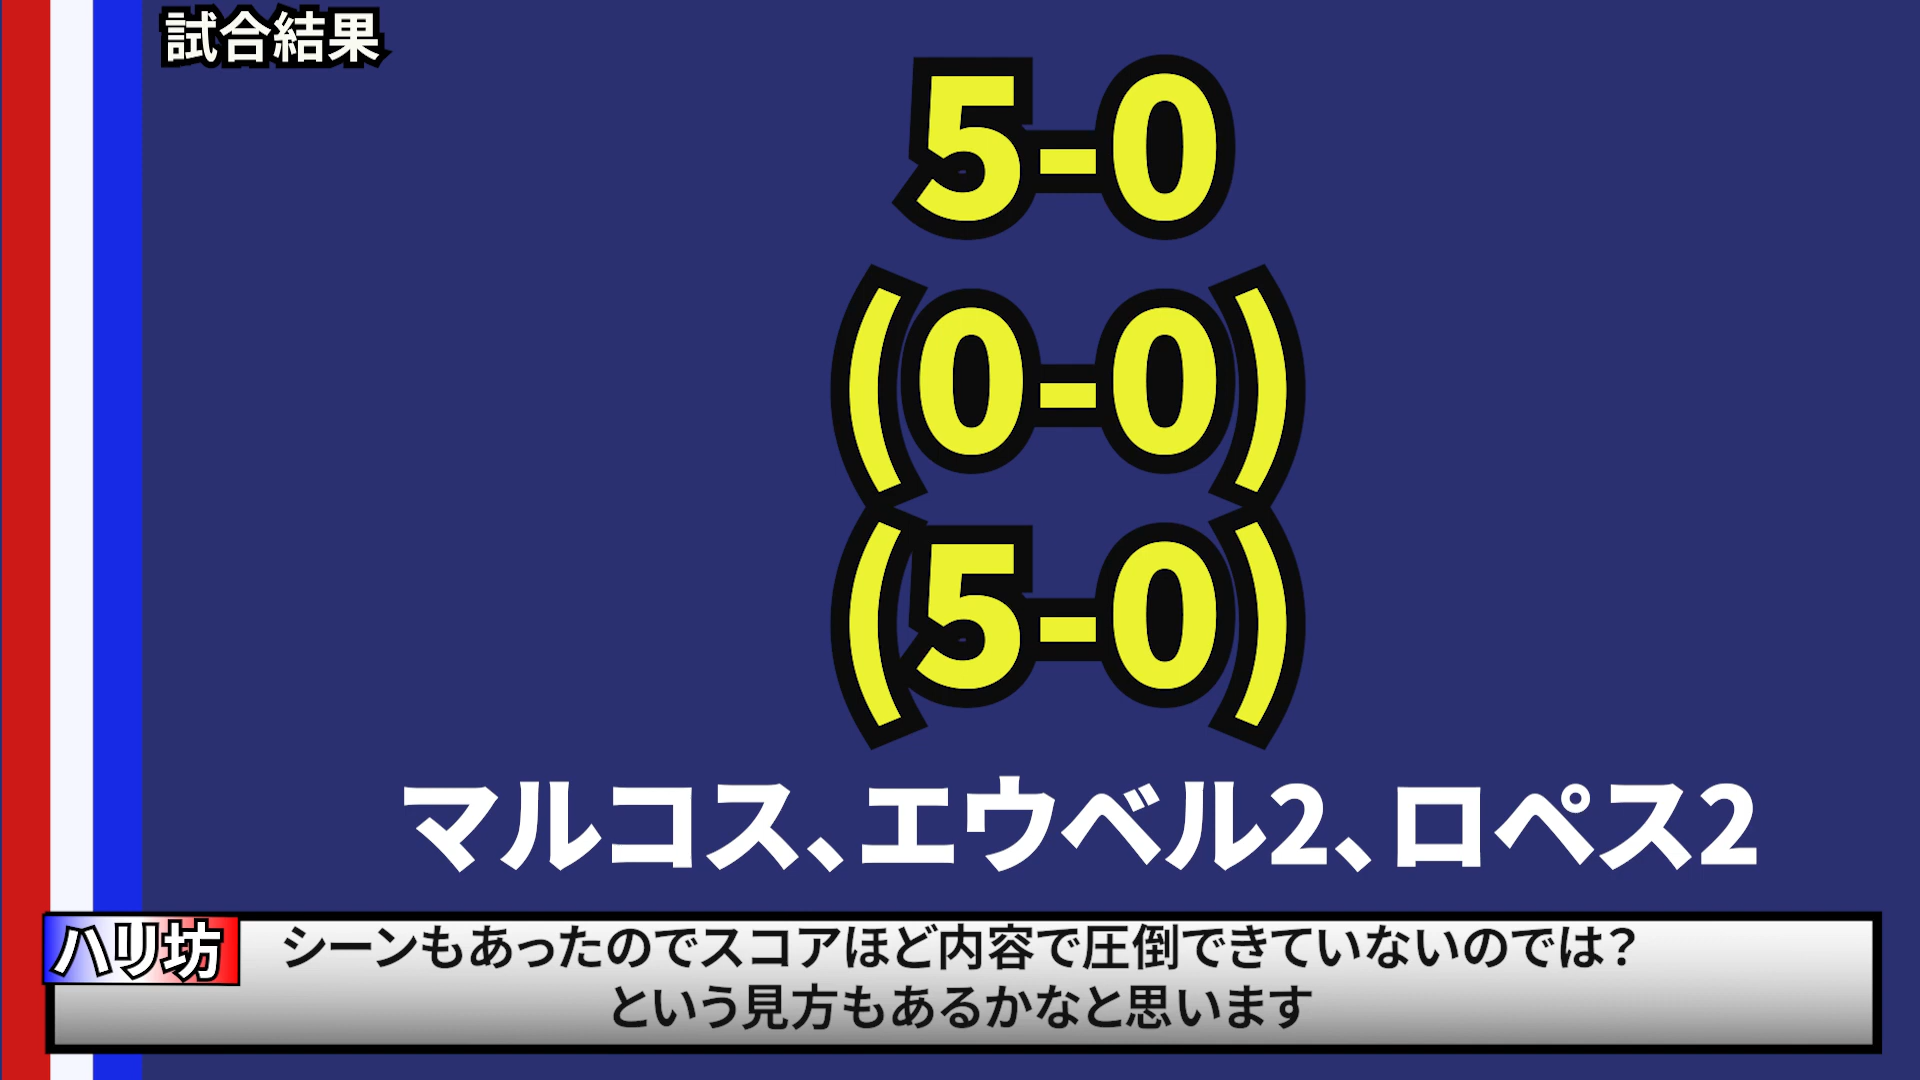 試合結果
5-0
(0-0)
(5-0)
マルコス、エウベル2、ロペス2
ハリ坊
シーンもあったのでスコアほど内容で圧倒できていないのでは?
という見方もあるかなと思います